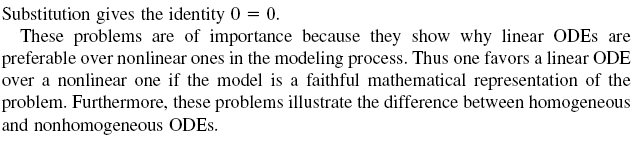 Substitution gives the identity 0 = 0.
These problems are of importance because they show why linear ODEs are
preferable over nonlinear ones in the modeling process. Thus one favors a linear ODE
over a nonlinear one if the model is a faithful mathematical representation of the
problem. Furthermore, these problems illustrate the difference between homogeneous
and nonhomogeneous ODEs.